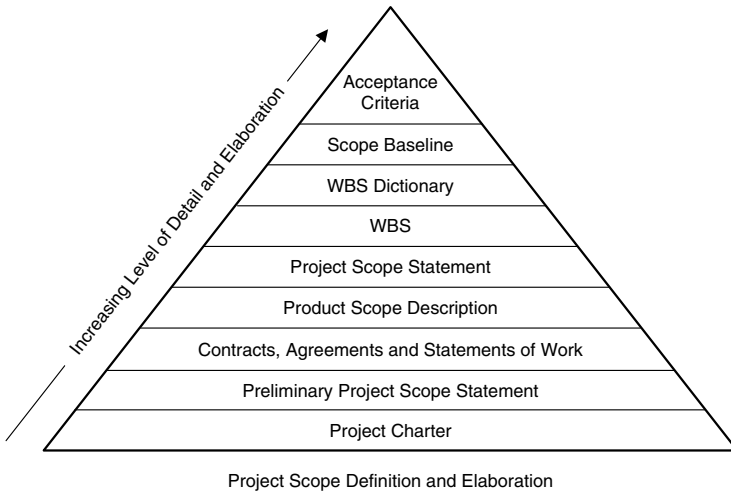 Increasing Level of Detail and Elaboration
Acceptance
Criteria
Scope Baseline
WBS Dictionary
WBS
Project Scope Statement
Product Scope Description
Contracts, Agreements and Statements of Work
Preliminary Project Scope Statement
Project Charter
Project Scope Definition and Elaboration